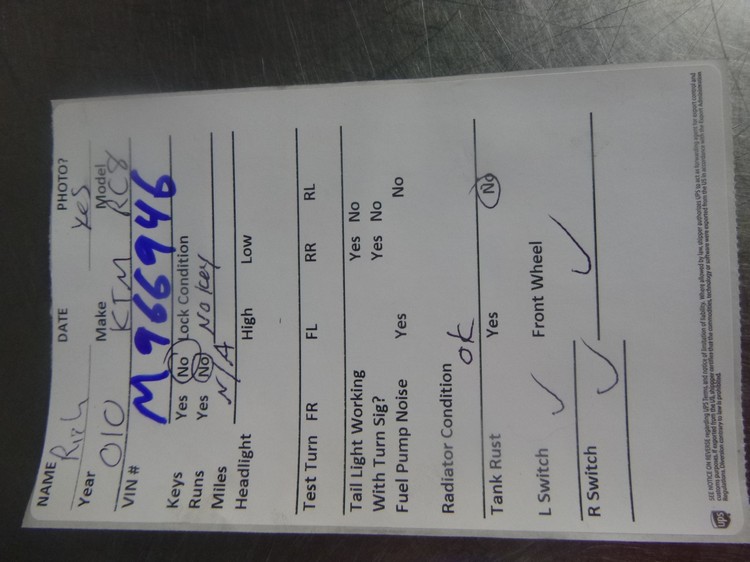 NAME Rich DATE PHOTO? Yes
Year 010 Make KTM Model RC8
VIN # M966946
Keys Yes No Lock Condition
Runs Yes No No Key
Miles N/A
Headlight High Low
Test Turn FR FL RR RL
Tail Light Working Yes No
With Turn Sig? Yes No
Fuel Pump Noise Yes No
Radiator Condition ok
Tank Rust Yes No
L Switch ✓ Front Wheel
R Switch ✓ ✓
ups